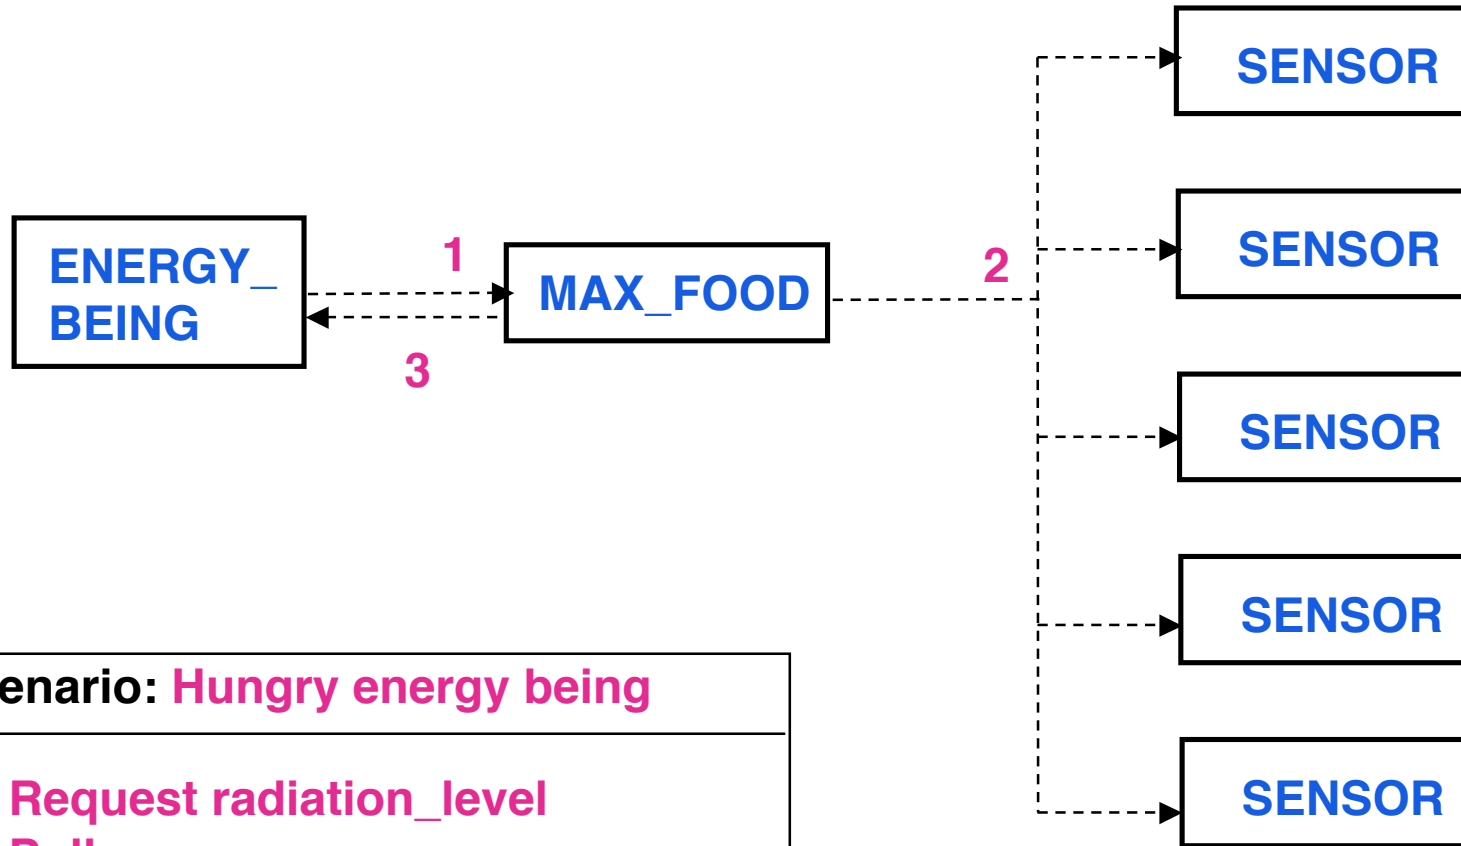 SENSOR
SENSOR
ENERGY_
BEING
1
MAX_FOOD
2
3
SENSOR
SENSOR
enario: Hungry energy being
Request radiation_level
SENSOR